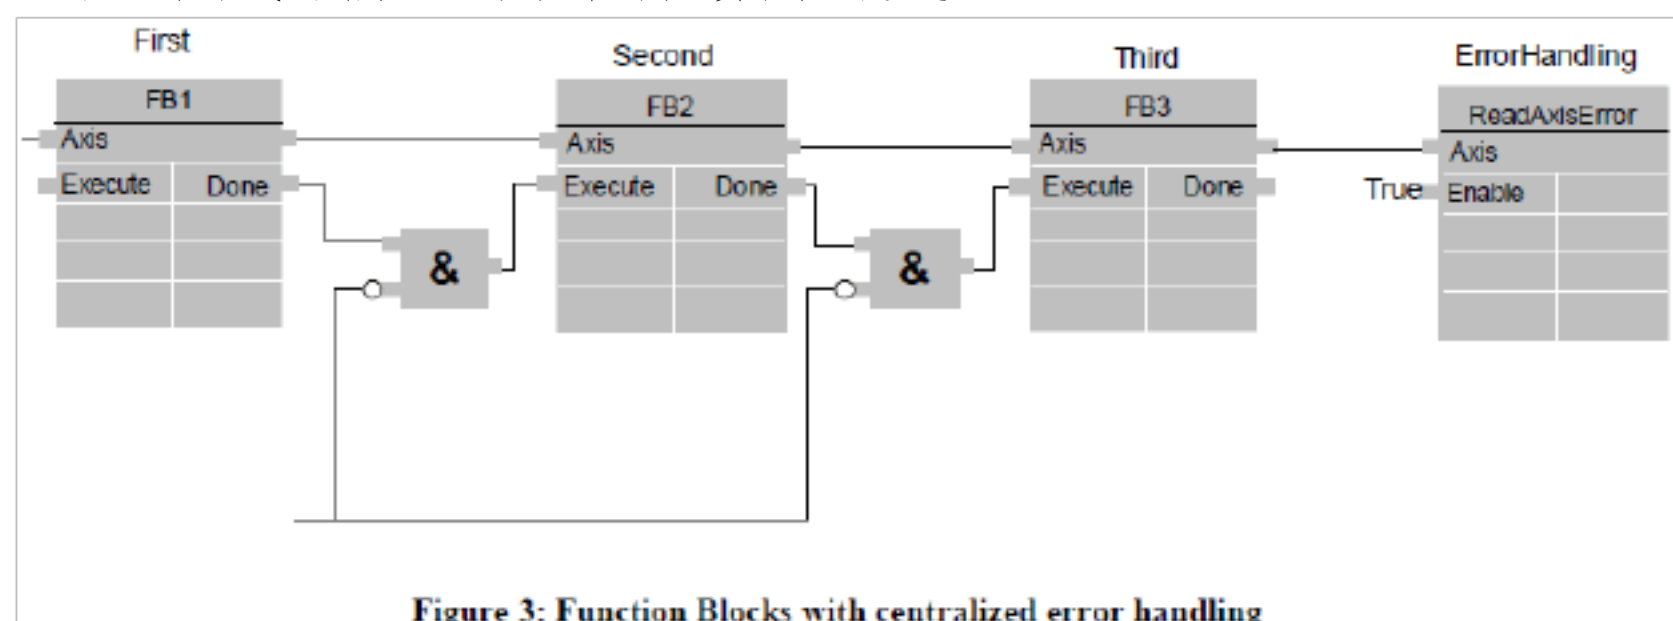 First
Second
Third
ErrorHandling
FB1
FB2
FB3
ReadAxisError
Axis
Axis
Axis
Axis
Execute Done
Execute Done
Execute Done
True Enable
&
&
Figure 3: Function Blocks with centralized error handling